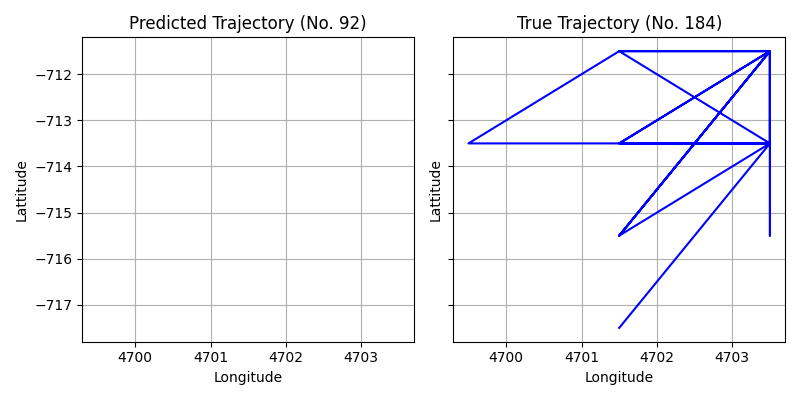 Predicted Trajectory (No. 92)
True Trajectory (No. 184)
Lattitude
−712
−713
−714
−715
−716
−717
4700
4701
4702
4703
Longitude
Lattitude
4700
4701
4702
4703
Longitude